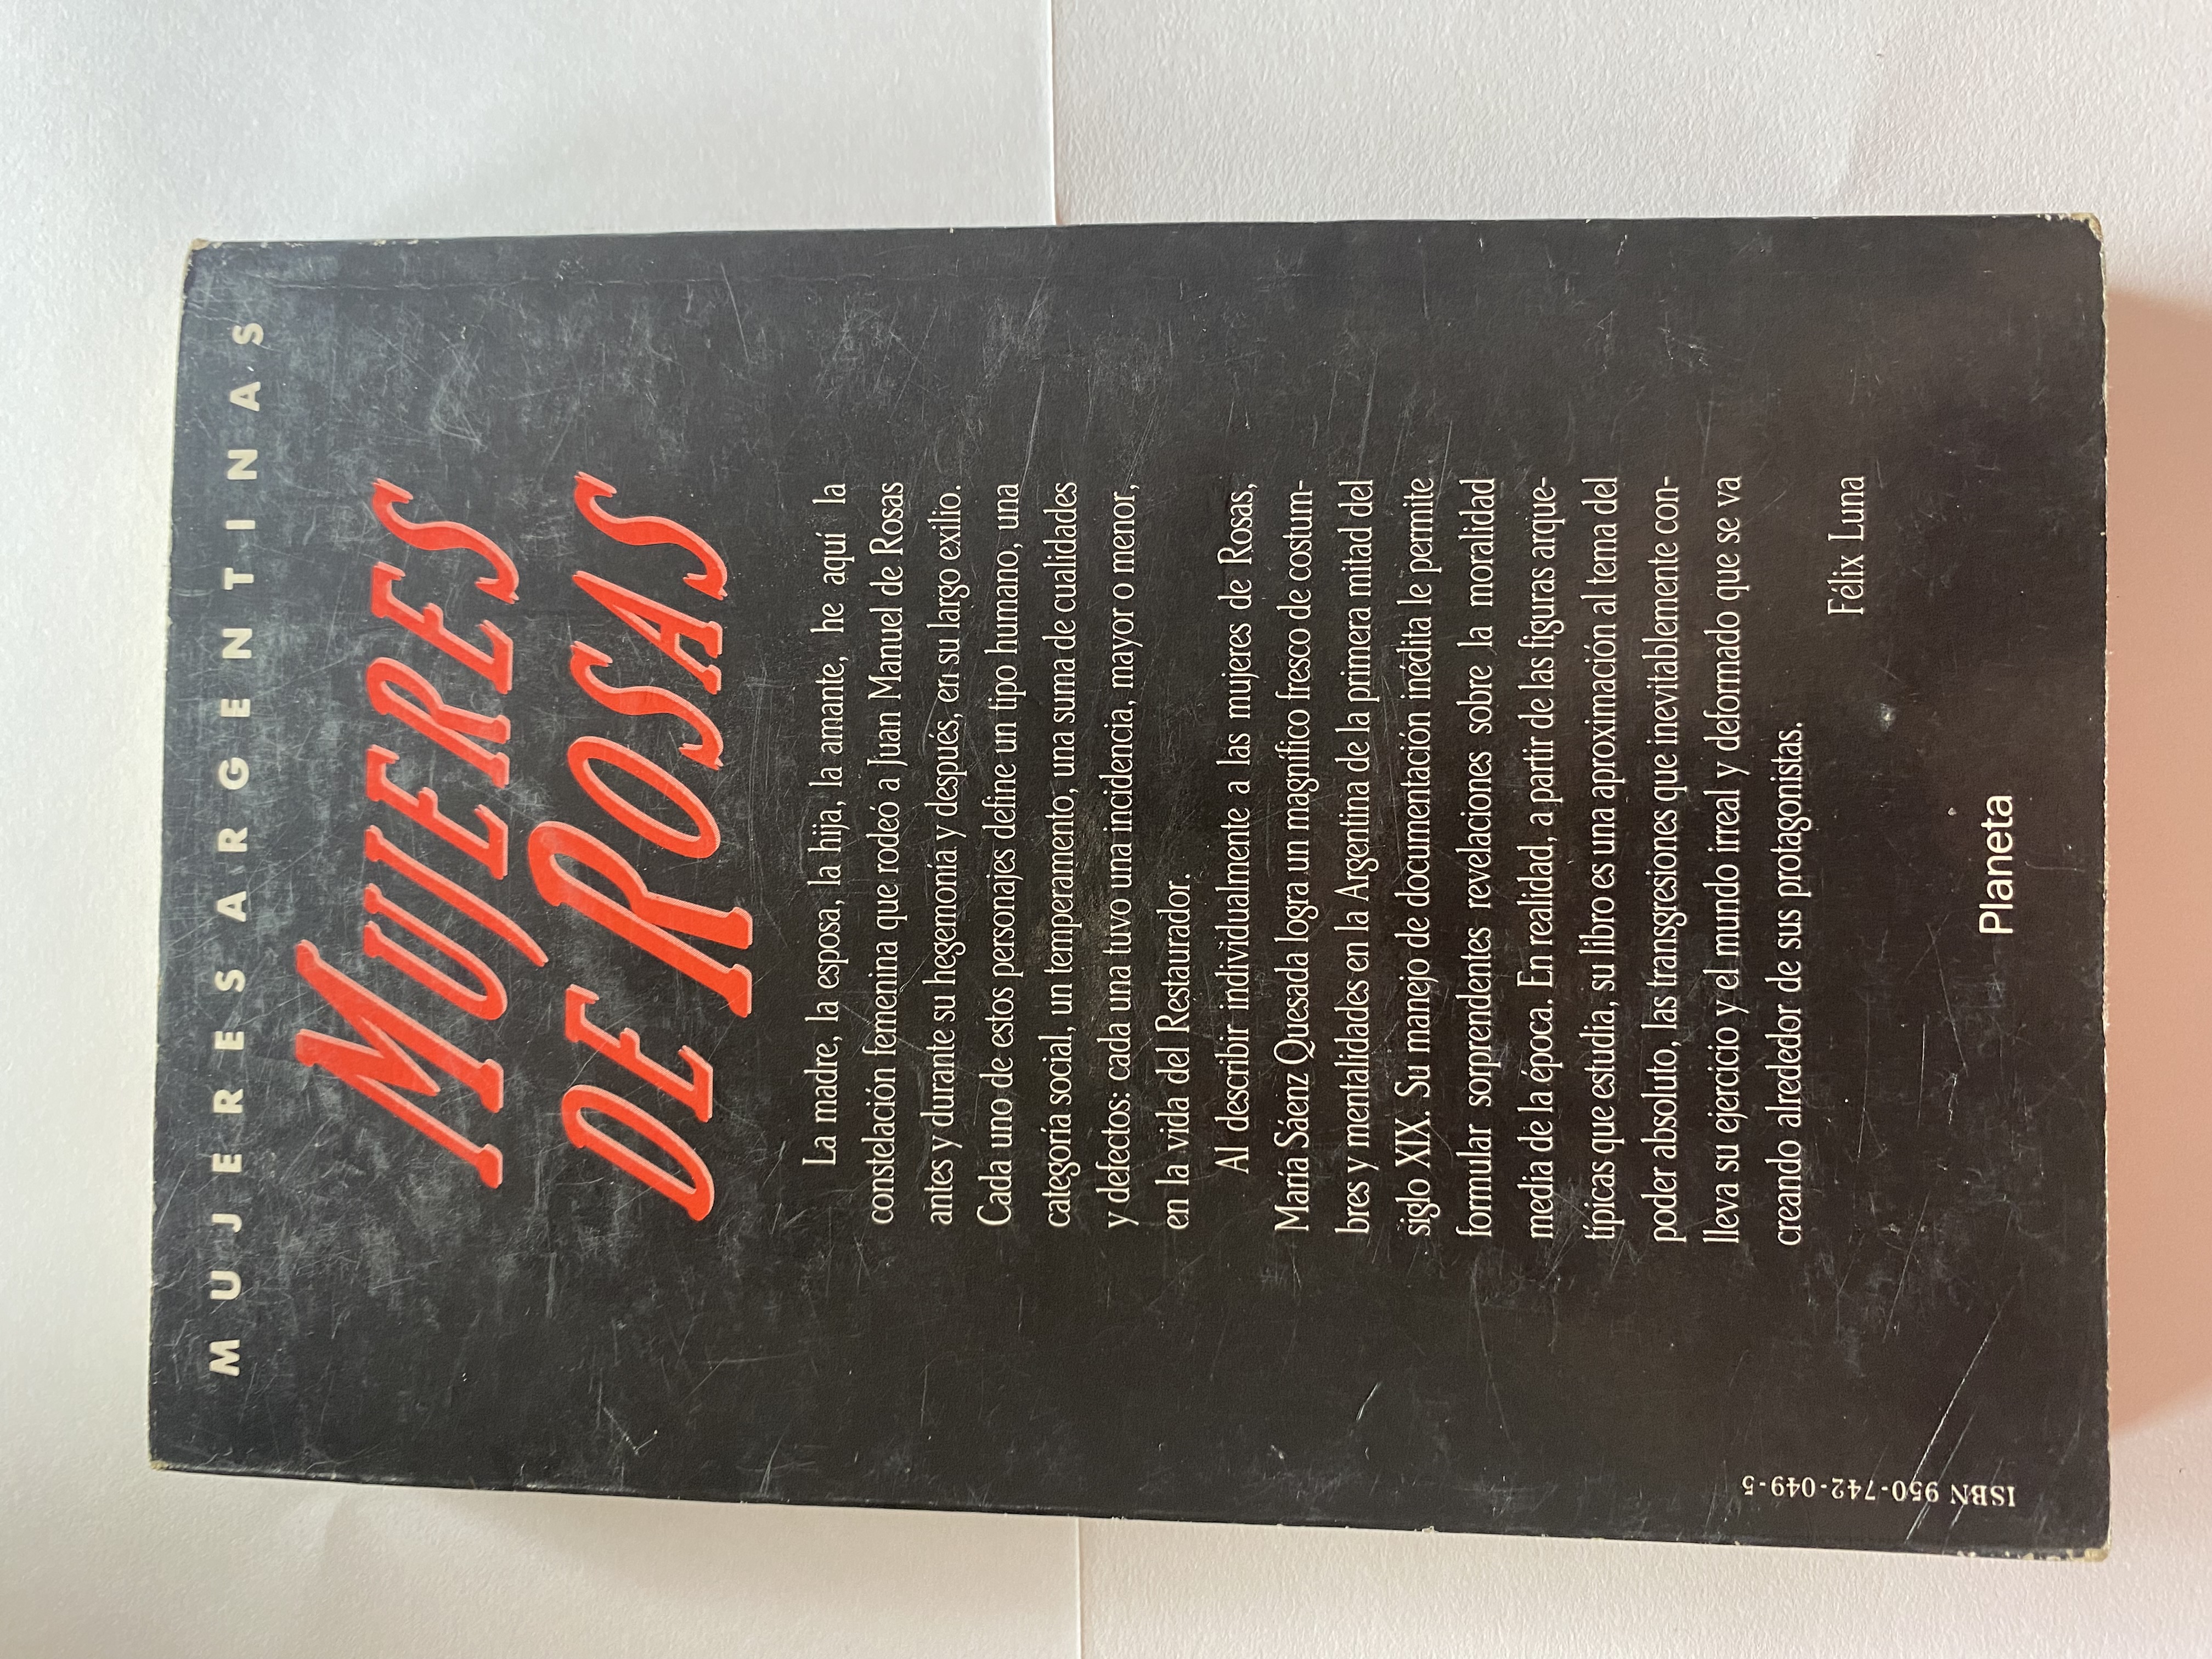 MUJERES ARGENTINAS
MUJERES
DE ROSAS
La madre, la esposa, la hija, la amante, he aquí la
constelación femenina que rodeó a Juan Manuel de Rosas
antes y durante su hegemonía y después, en su largo exilio.
Cada uno de estos personajes define un tipo humano, una
categoría social, un temperamento, una suma de cualidades
y defectos: cada una tuvo una incidencia, mayor o menor,
en la vida del Restaurador.
Al describir individualmente a las mujeres de Rosas,
María Sáenz Quesada logra un magnífico fresco de costum-
bres y mentalidades en la Argentina de la primera mitad del
siglo XIX. Su manejo de documentación inédita le permite
formular sorprendentes revelaciones sobre la moralidad
media de la época. En realidad, a partir de las figuras arque-
típicas que estudia, su libro es una aproximación al tema del
poder absoluto, las transgresiones que inevitablemente con-
lleva su ejercicio y el mundo irreal y deformado que se va
creando alrededor de sus protagonistas.
Félix Luna
Planeta
ISBN 950-742-049-5